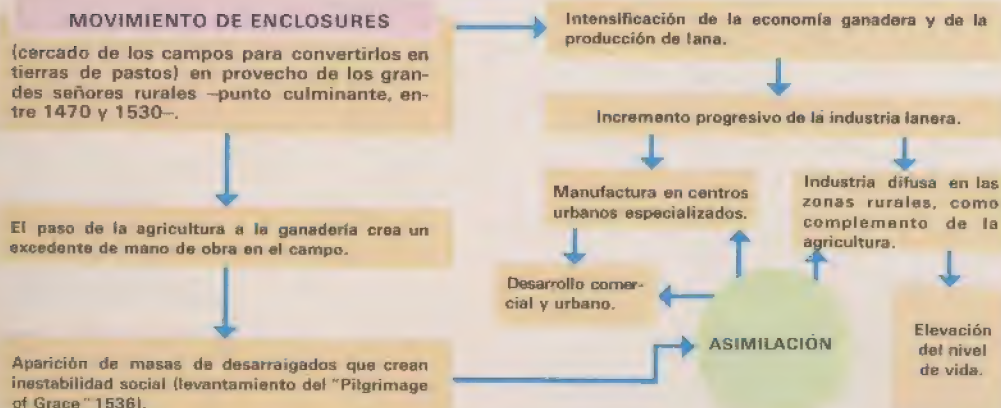 MOVIMIENTO DE ENCLOSURES
(cercado de los campos para convertirlos en
tierras de pastos) en provecho de los gran-
des señores rurales –punto culminante, en-
tre 1470 y 1530–.
El paso de la agricultura a la ganadería crea un
excedente de mano de obra en el campo.
Aparición de masas de desarraigados que crean
inestabilidad social (levantamiento del "Pilgrimage
of Grace" 1536).
Intensificación de la economía ganadera y de la
producción de lana.
Incremento progresivo de la industria lanera.
Manufactura en centros
urbanos especializados.
Industria difusa en las
zonas rurales, como
complemento de la
agricultura.
Desarrollo comer-
cial y urbano.
ASIMILACIÓN
Elevación
del nivel
de vida.